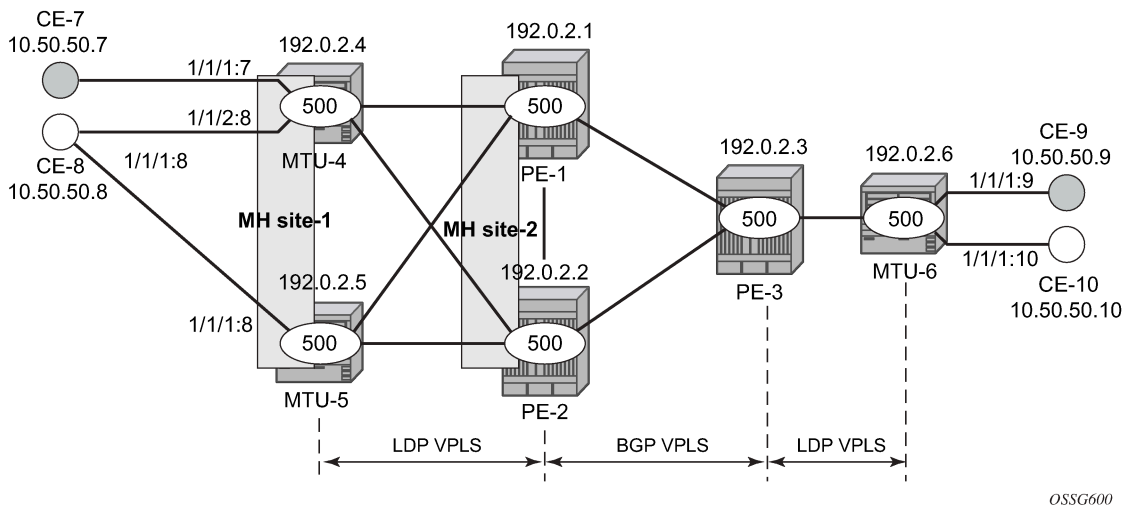 CE-7
10.50.50.7
1/1/1:7
1/1/2:8
CE-8
10.50.50.8
1/1/1:8
1/1/1:8
192.0.2.4
500
MTU-4
MH site-1
192.0.2.5
500
MTU-5
192.0.2.1
500
PE-1
MH site-2
192.0.2.2
500
PE-2
192.0.2.3
500
PE-3
192.0.2.6
500
MTU-6
CE-9
10.50.50.9
1/1/1:9
1/1/1:10
CE-10
10.50.50.10
LDP VPLS
BGP VPLS
LDP VPLS
OSSG600